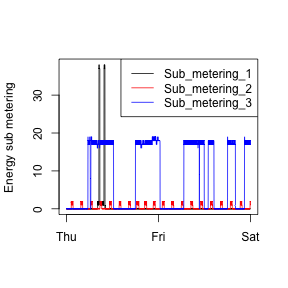 Sub_metering_1
Sub_metering_2
Sub_metering_3
Energy sub metering
30
20
10
0
Thu Fri Sat